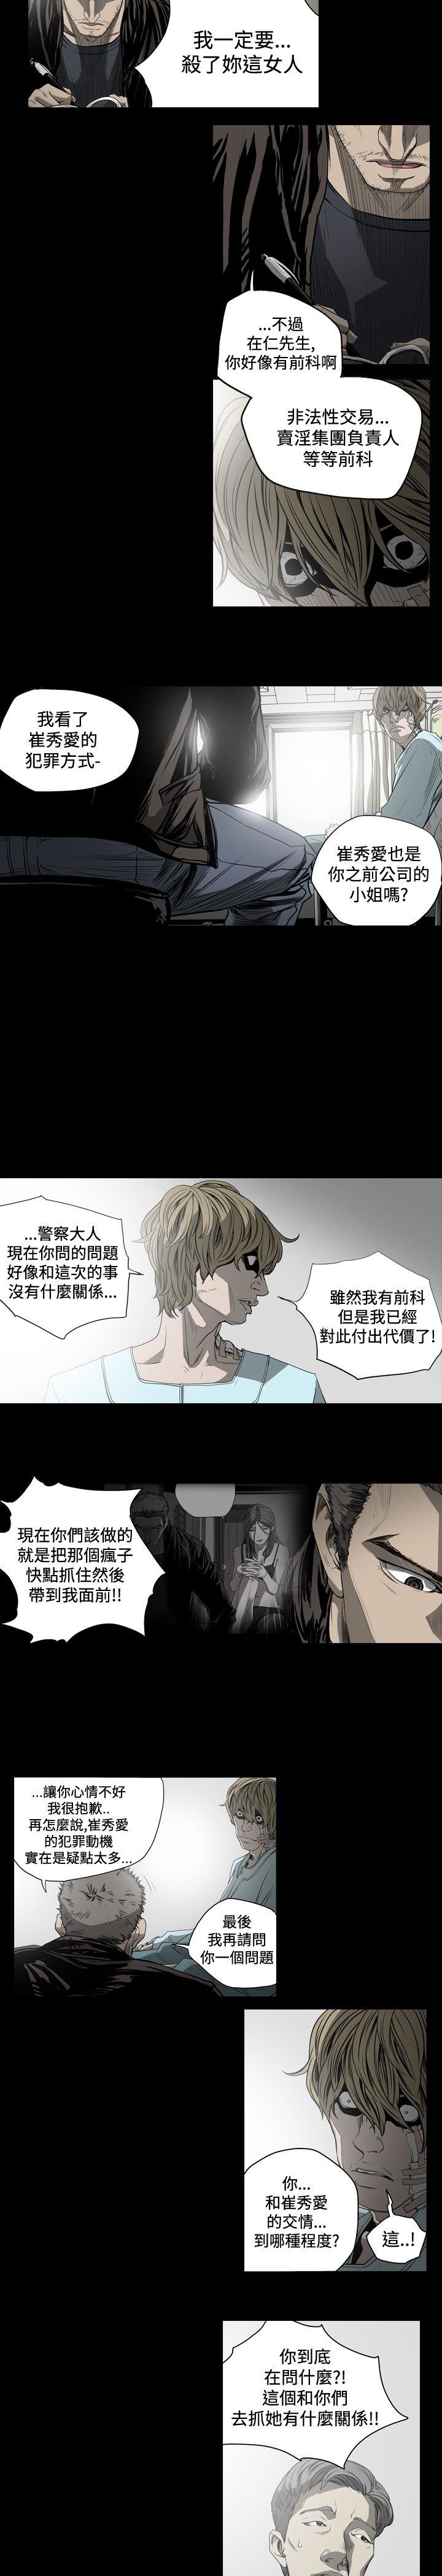 我一定要...
殺了妳這女人
...不過
在仁先生,
你好像有前科啊
非法性交易...
賣淫集團負責人
等等前科
我看了
崔秀愛的
犯罪方式-
崔秀愛也是
你之前公司的
小姐嗎?
...警察大人
現在你問的問題
好像和這次的事
沒有什麼關係...
雖然我有前科
但是我已經
對此付出代價了!
現在你們該做的
就是把那個瘋子
快點抓住然後
帶到我面前!!
...讓你心情不好
我很抱歉..
再怎麼說,崔秀愛
的犯罪動機
實在是疑點太多...
最後
我再請問
你一個問題
你...
和崔秀愛
的交情...
到哪種程度?
這..!
你到底
在問什麼?!
這個和你們
去抓她有什麼關係!!